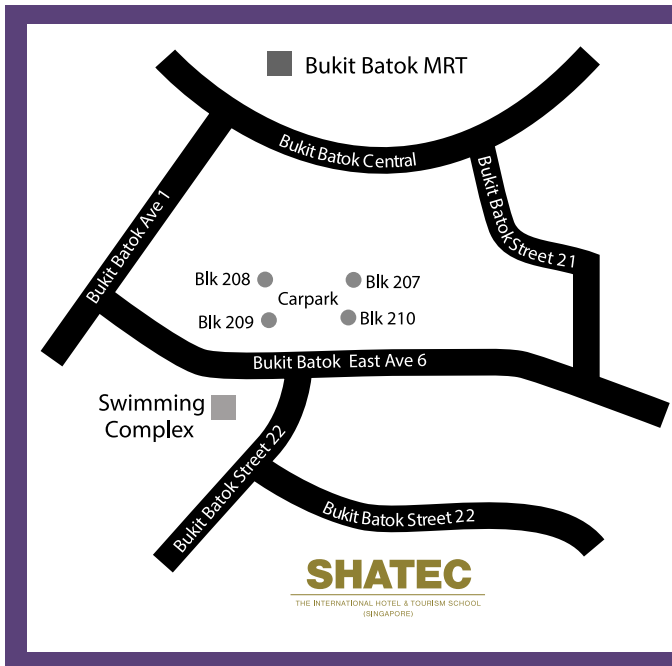 Bukit Batok MRT
Bukit Batok Central
Bukit Batok Ave 1
Bukit Batok Street 21
Blk 208
Blk 207
Carpark
Blk 209
Blk 210
Bukit Batok East Ave 6
Swimming
Complex
Bukit Batok Street 22
Bukit Batok Street 22
SHATEC
THE INTERNATIONAL HOTEL & TOURISM SCHOOL
(SINGAPORE)